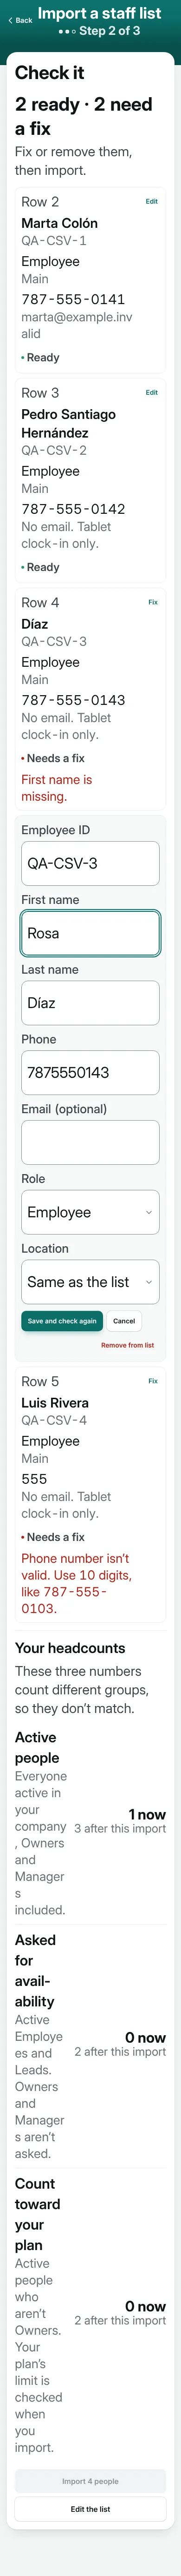 Back
Import a staff list
Step 2 of 3
Check it
2 ready · 2 need
a fix
Fix or remove them,
then import.
Row 2
Edit
Marta Colón
QA-CSV-1
Employee
Main
787-555-0141
marta@example.inv
alid
Ready
Row 3
Edit
Pedro Santiago
Hernández
QA-CSV-2
Employee
Main
787-555-0142
No email. Tablet
clock-in only.
Ready
Row 4
Fix
Díaz
QA-CSV-3
Employee
Main
787-555-0143
No email. Tablet
clock-in only.
Needs a fix
First name is
missing.
Employee ID
QA-CSV-3
First name
Rosa
Last name
Díaz
Phone
7875550143
Email (optional)
Role
Employee
Location
Same as the list
Save and check again
Cancel
Remove from list
Row 5
Fix
Luis Rivera
QA-CSV-4
Employee
Main
555
No email. Tablet
clock-in only.
Needs a fix
Phone number isn’t
valid. Use 10 digits,
like 787-555-
0103.
Your headcounts
These three numbers
count different groups,
so they don’t match.
Active
people
Everyone
active in
your
company
, Owners
and
Manager
s
included.
1 now
3 after this import
Asked
for
avail-
ability
Active
Employe
es and
Leads.
Owners
and
Manager
s aren’t
asked.
0 now
2 after this import
Count
toward
your
plan
Active
people
who
aren’t
Owners.
Your
plan’s
limit is
checked
when
you
import.
0 now
2 after this import
Import 4 people
Edit the list